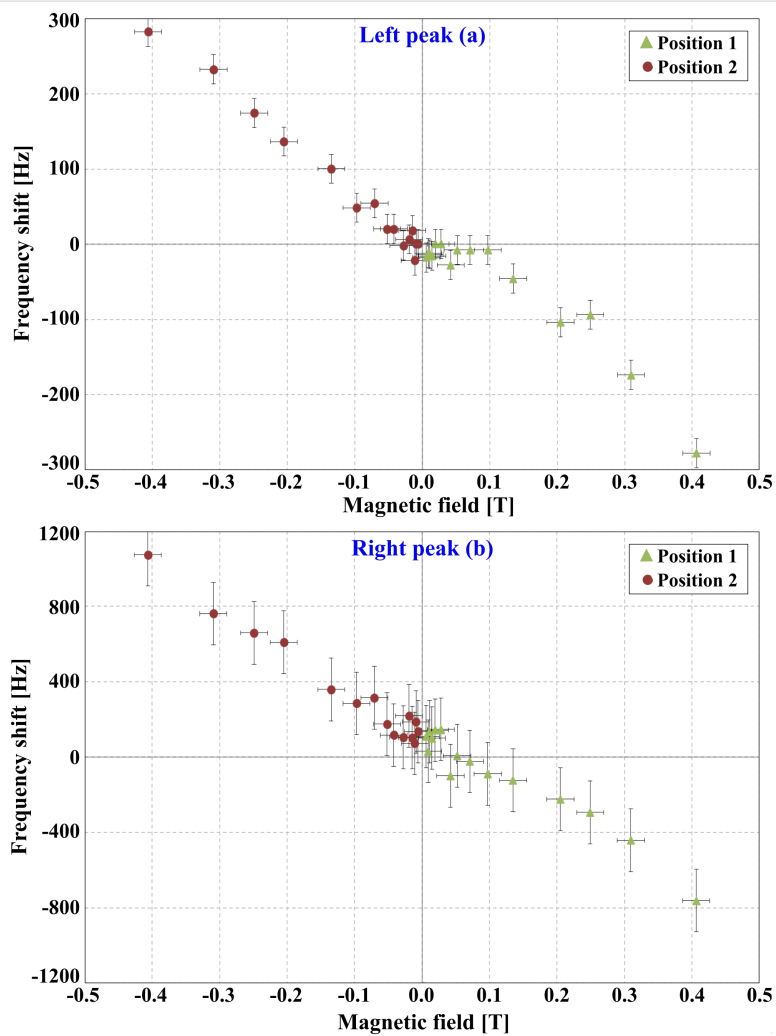 Left peak (a)
Position 1
Position 2
Frequency shift [Hz]
300
200
100
0
-100
-200
-300
-0.5 -0.4 -0.3 -0.2 -0.1 0.0 0.1 0.2 0.3 0.4 0.5
Magnetic field [T]
Right peak (b)
Position 1
Position 2
Frequency shift [Hz]
1200
800
400
0
-400
-800
-1200
-0.5 -0.4 -0.3 -0.2 -0.1 0.0 0.1 0.2 0.3 0.4 0.5
Magnetic field [T]